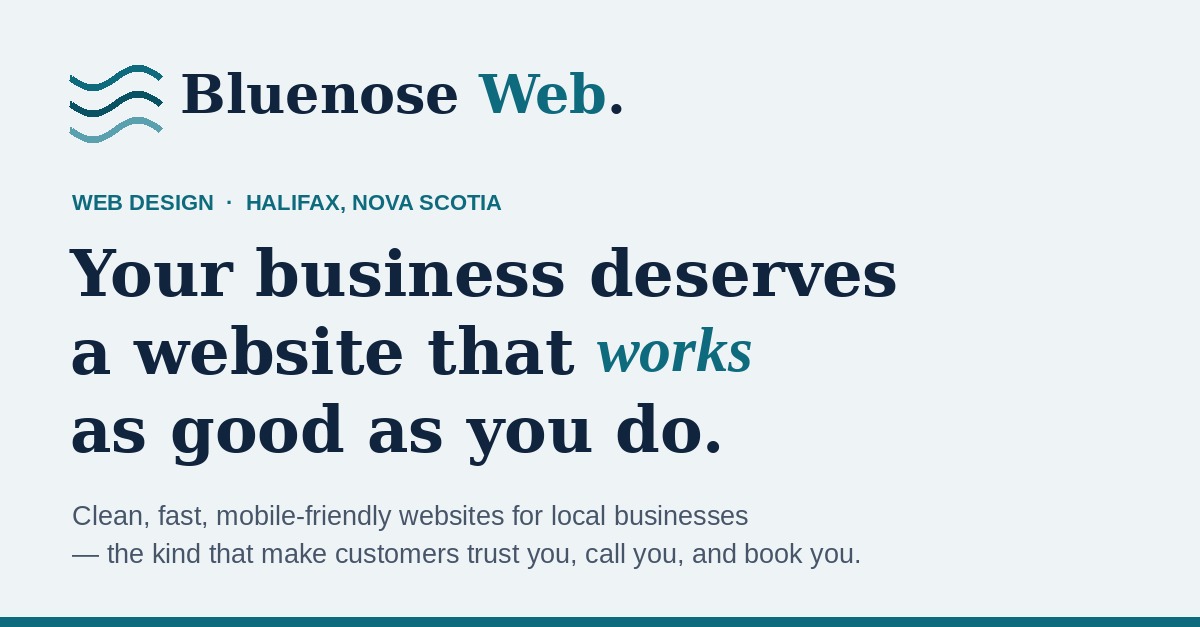 Bluenose Web.
WEB DESIGN · HALIFAX, NOVA SCOTIA
Your business deserves
a website that works
as good as you do.
Clean, fast, mobile-friendly websites for local businesses
— the kind that make customers trust you, call you, and book you.